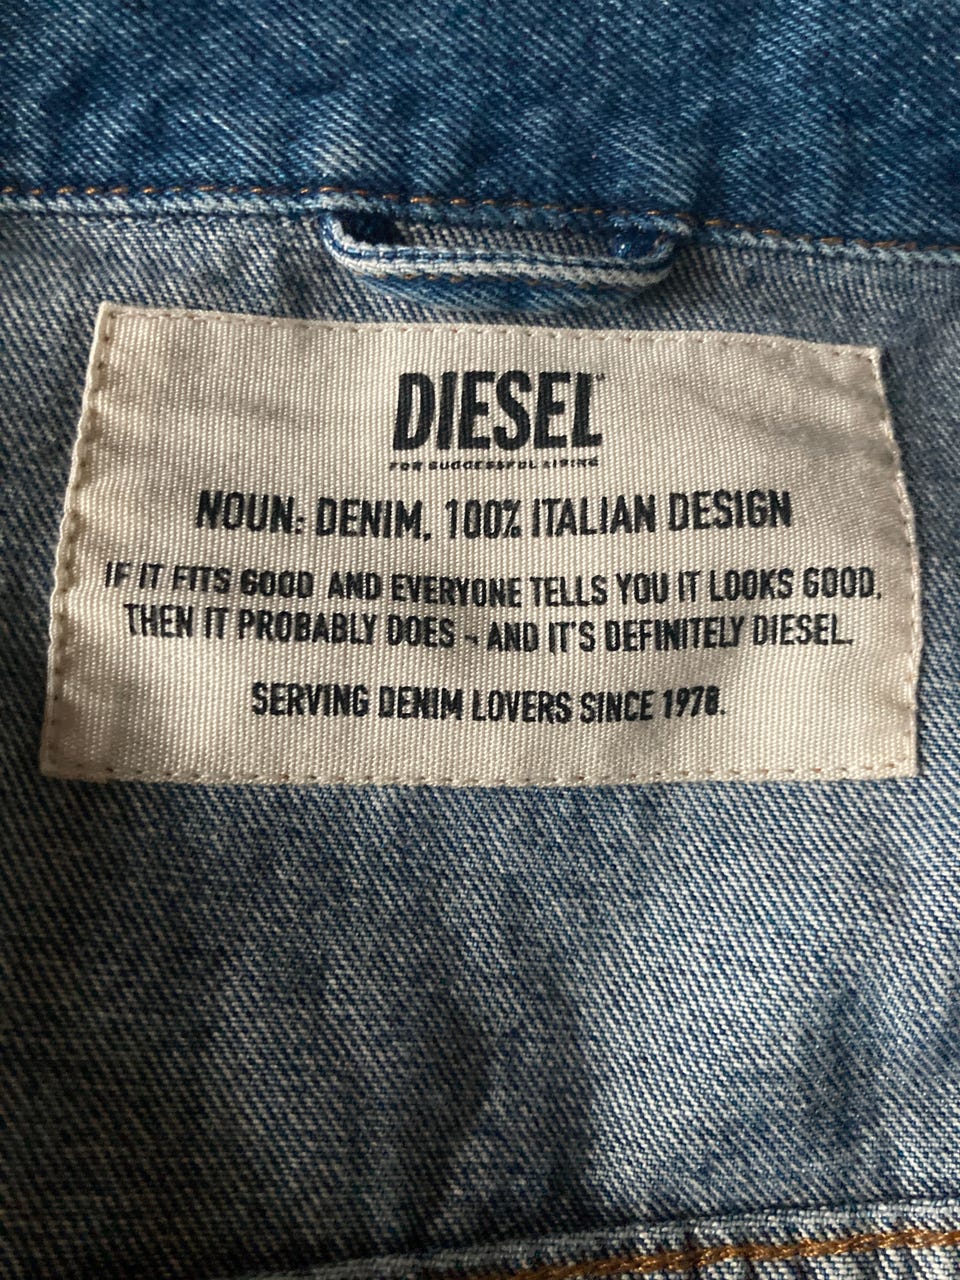 DIESEL
FOR SUCCESSFUL LIVING
NOUN: DENIM, 100% ITALIAN DESIGN
IF IT FITS GOOD AND EVERYONE TELLS YOU IT LOOKS GOOD,
THEN IT PROBABLY DOES - AND IT'S DEFINITELY DIESEL.
SERVING DENIM LOVERS SINCE 1978.